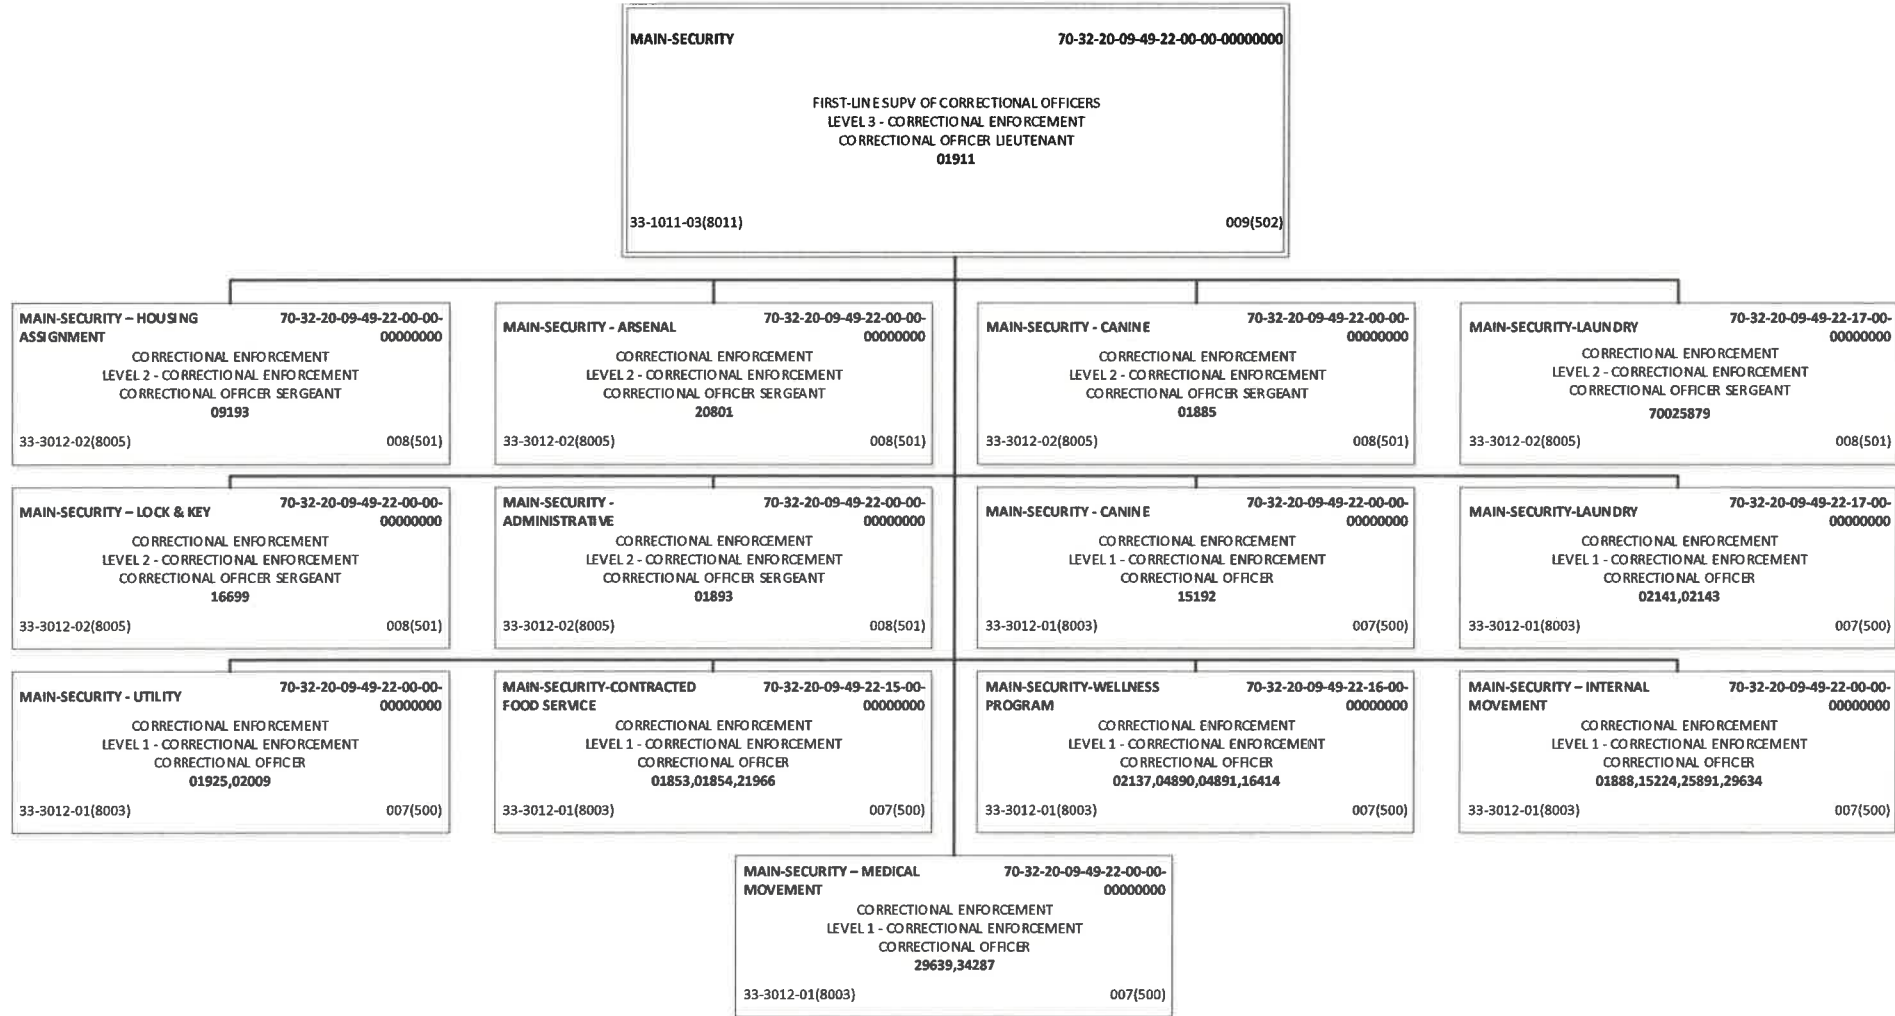 MAIN-SECURITY 70-32-20-09-49-22-00-00-00000000
FIRST-LINE SUPV OF CORRECTIONAL OFFICERS
LEVEL 3 - CORRECTIONAL ENFORCEMENT
CORRECTIONAL OFFICER LIEUTENANT
01911
33-1011-03(8011) 009(502)
MAIN-SECURITY – HOUSING 70-32-20-09-49-22-00-00-
ASSIGNMENT 00000000
CORRECTIONAL ENFORCEMENT
LEVEL 2 - CORRECTIONAL ENFORCEMENT
CORRECTIONAL OFFICER SERGEANT
09193
33-3012-02(8005) 008(501)
MAIN-SECURITY - ARSENAL 70-32-20-09-49-22-00-00-
00000000
CORRECTIONAL ENFORCEMENT
LEVEL 2 - CORRECTIONAL ENFORCEMENT
CORRECTIONAL OFFICER SERGEANT
20801
33-3012-02(8005) 008(501)
MAIN-SECURITY - CANINE 70-32-20-09-49-22-00-00-
00000000
CORRECTIONAL ENFORCEMENT
LEVEL 2 - CORRECTIONAL ENFORCEMENT
CORRECTIONAL OFFICER SERGEANT
01885
33-3012-02(8005) 008(501)
MAIN-SECURITY-LAUNDRY 70-32-20-09-49-22-17-00-
00000000
CORRECTIONAL ENFORCEMENT
LEVEL 2 - CORRECTIONAL ENFORCEMENT
CORRECTIONAL OFFICER SERGEANT
70025879
33-3012-02(8005) 008(501)
MAIN-SECURITY – LOCK & KEY 70-32-20-09-49-22-00-00-
00000000
CORRECTIONAL ENFORCEMENT
LEVEL 2 - CORRECTIONAL ENFORCEMENT
CORRECTIONAL OFFICER SERGEANT
16699
33-3012-02(8005) 008(501)
MAIN-SECURITY - 70-32-20-09-49-22-00-00-
ADMINISTRATIVE 00000000
CORRECTIONAL ENFORCEMENT
LEVEL 2 - CORRECTIONAL ENFORCEMENT
CORRECTIONAL OFFICER SERGEANT
01893
33-3012-02(8005) 008(501)
MAIN-SECURITY - CANINE 70-32-20-09-49-22-00-00-
00000000
CORRECTIONAL ENFORCEMENT
LEVEL 1 - CORRECTIONAL ENFORCEMENT
CORRECTIONAL OFFICER
15192
33-3012-01(8003) 007(500)
MAIN-SECURITY-LAUNDRY 70-32-20-09-49-22-17-00-
00000000
CORRECTIONAL ENFORCEMENT
LEVEL 1 - CORRECTIONAL ENFORCEMENT
CORRECTIONAL OFFICER
02141,02143
33-3012-01(8003) 007(500)
MAIN-SECURITY - UTILITY 70-32-20-09-49-22-00-00-
00000000
CORRECTIONAL ENFORCEMENT
LEVEL 1 - CORRECTIONAL ENFORCEMENT
CORRECTIONAL OFFICER
01925,02009
33-3012-01(8003) 007(500)
MAIN-SECURITY-CONTRACTED 70-32-20-09-49-22-15-00-
FOOD SERVICE 00000000
CORRECTIONAL ENFORCEMENT
LEVEL 1 - CORRECTIONAL ENFORCEMENT
CORRECTIONAL OFFICER
01853,01854,21966
33-3012-01(8003) 007(500)
MAIN-SECURITY-WELLNESS 70-32-20-09-49-22-16-00-
PROGRAM 00000000
CORRECTIONAL ENFORCEMENT
LEVEL 1 - CORRECTIONAL ENFORCEMENT
CORRECTIONAL OFFICER
02137,04890,04891,16414
33-3012-01(8003) 007(500)
MAIN-SECURITY – INTERNAL 70-32-20-09-49-22-00-00-
MOVEMENT 00000000
CORRECTIONAL ENFORCEMENT
LEVEL 1 - CORRECTIONAL ENFORCEMENT
CORRECTIONAL OFFICER
01888,15224,25891,29634
33-3012-01(8003) 007(500)
MAIN-SECURITY – MEDICAL 70-32-20-09-49-22-00-00-
MOVEMENT 00000000
CORRECTIONAL ENFORCEMENT
LEVEL 1 - CORRECTIONAL ENFORCEMENT
CORRECTIONAL OFFICER
29639,34287
33-3012-01(8003) 007(500)